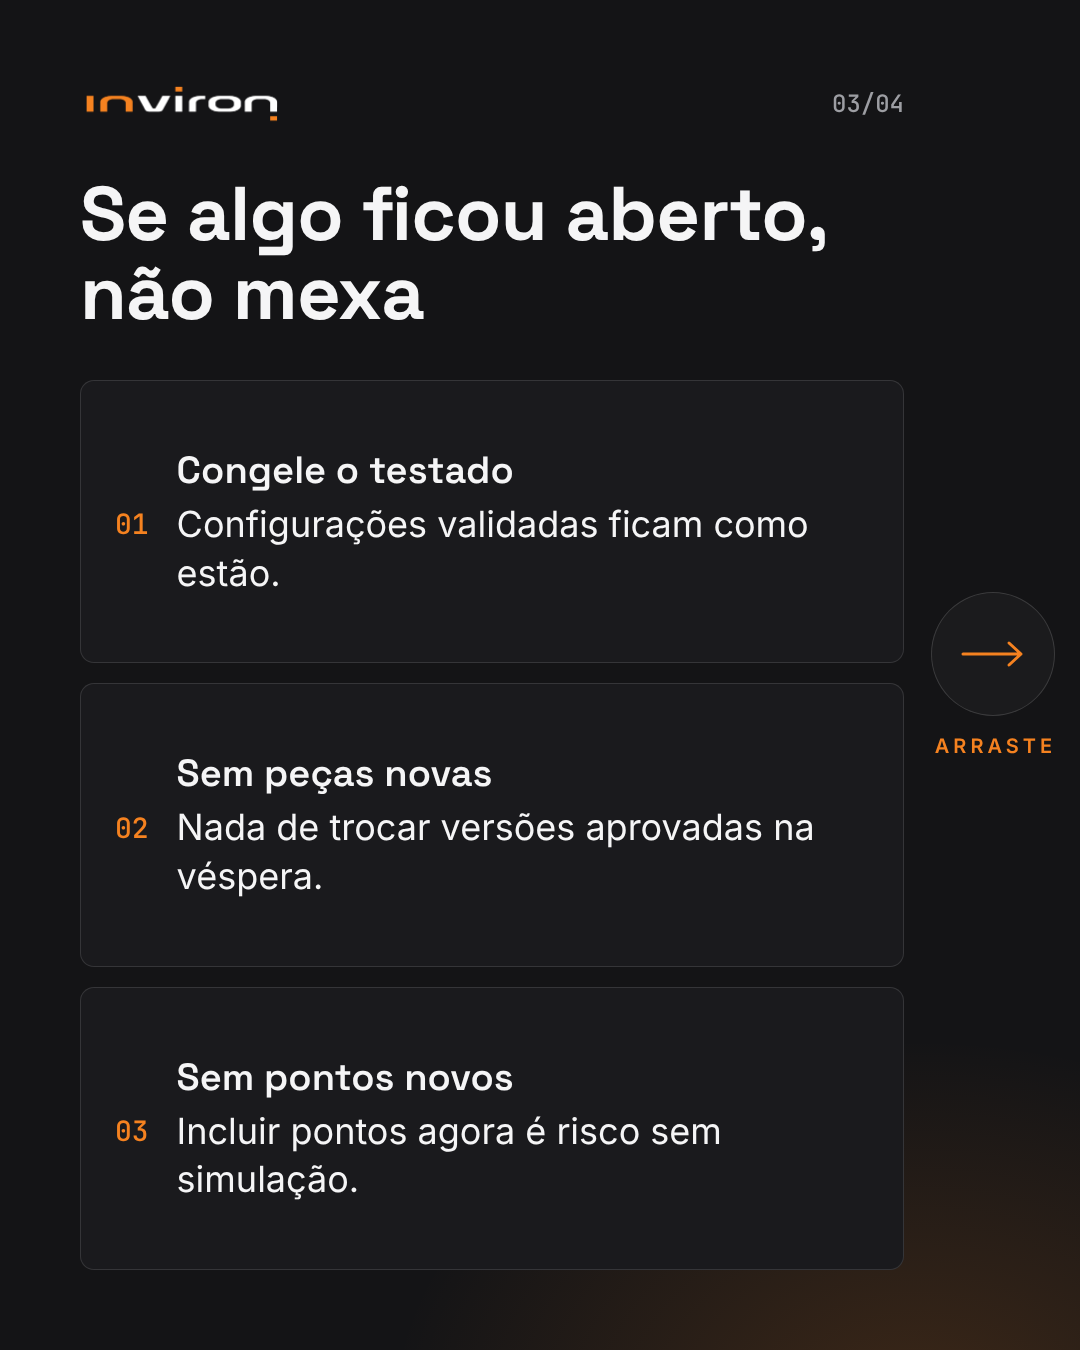 inviron
03/04
Se algo ficou aberto,
não mexa
Congele o testado
01
Configurações validadas ficam como
estão.
Sem peças novas
02
Nada de trocar versões aprovadas na
véspera.
Sem pontos novos
03
Incluir pontos agora é risco sem
simulação.
ARRASTE